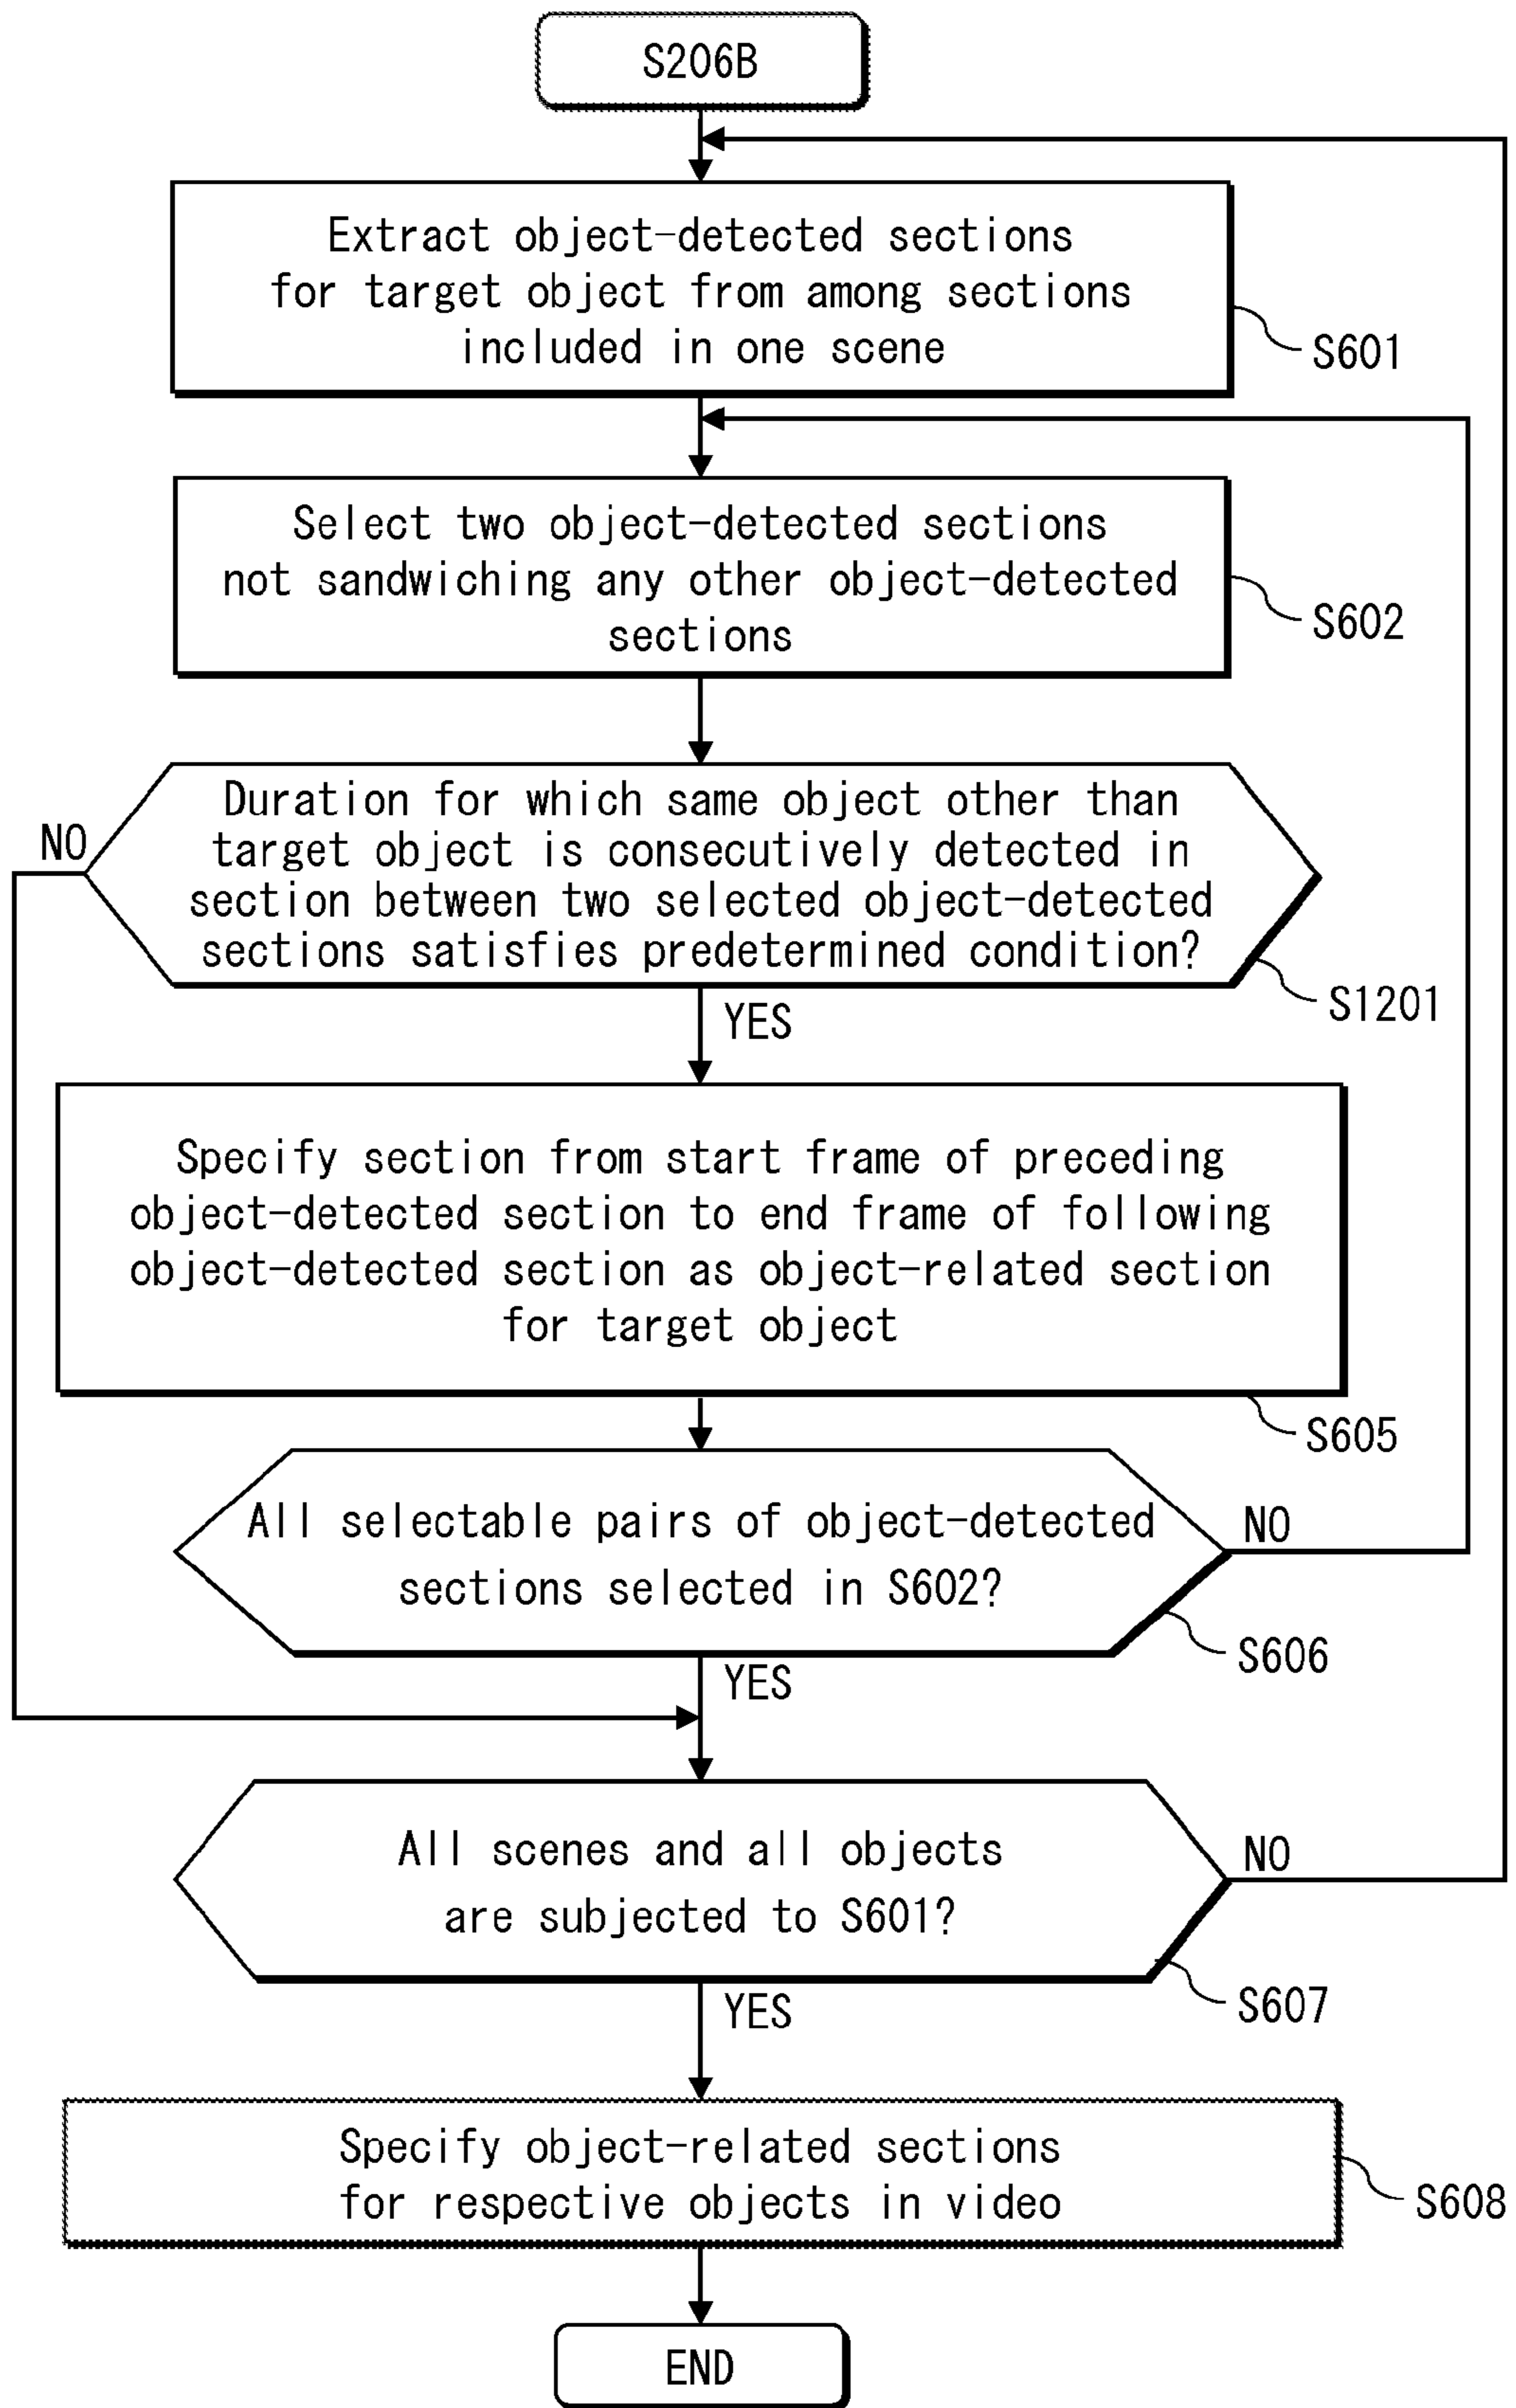 S206B
Extract object-detected sections
for target object from among sections
included in one scene
S601
Select two object-detected sections
not sandwiching any other object-detected
sections
S602
NO
Duration for which same object other than
target object is consecutively detected in
section between two selected object-detected
sections satisfies predetermined condition?
S1201
YES
Specify section from start frame of preceding
object-detected section to end frame of following
object-detected section as object-related section
for target object
S605
All selectable pairs of object-detected
sections selected in S602?
NO
S606
YES
All scenes and all objects
are subjected to S601?
NO
S607
YES
Specify object-related sections
for respective objects in video
S608
END